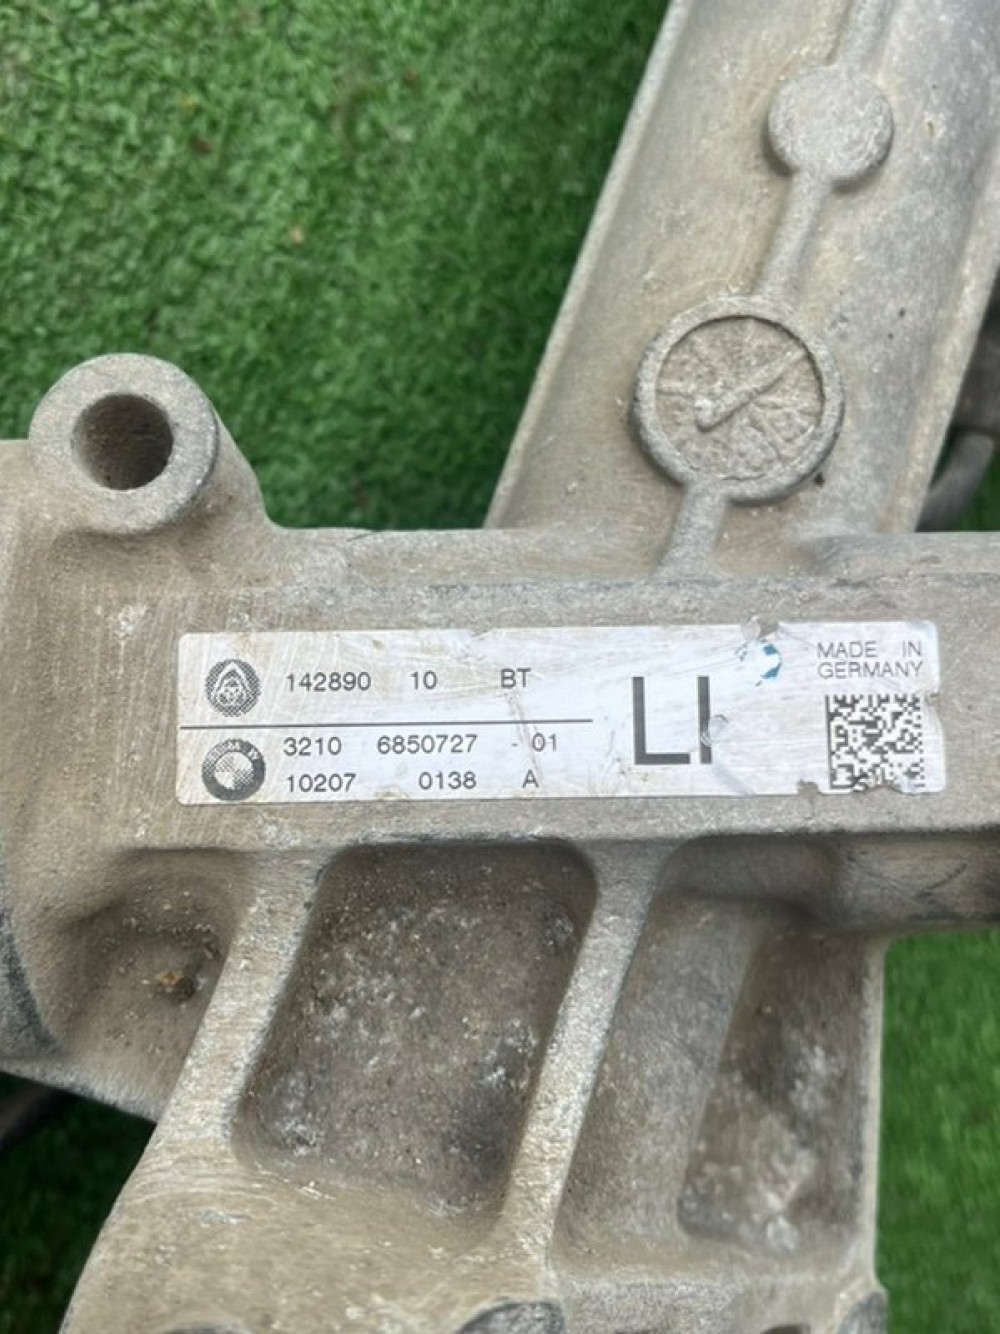 142890 10 BT
3210 6850727 - 01
10207 0138 A
LI
MADE IN
GERMANY